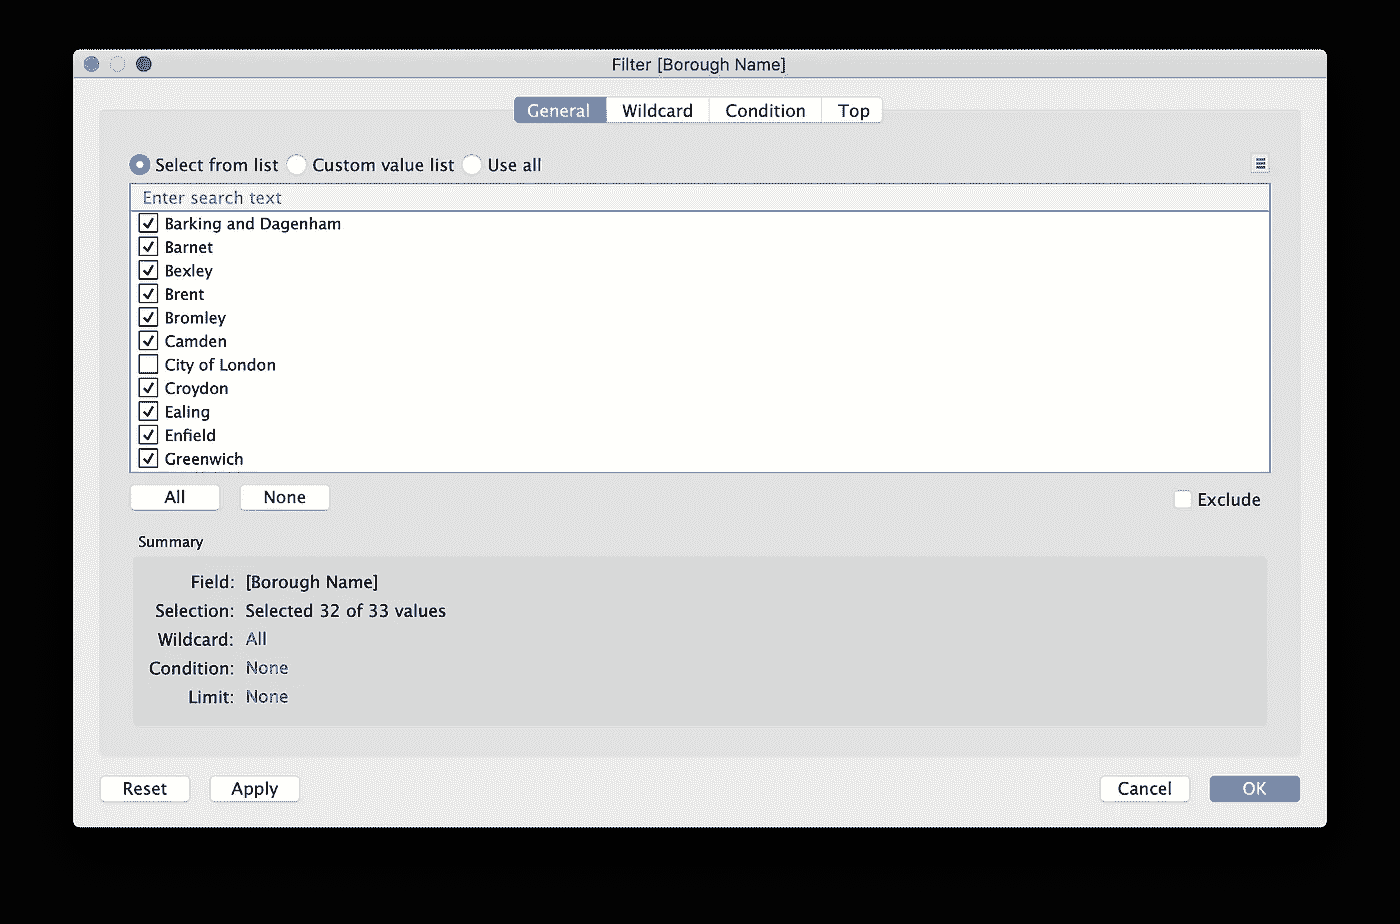 Filter [Borough Name]
General Wildcard Condition Top
Select from list Custom value list Use all
Enter search text
Barking and Dagenham
Barnet
Bexley
Brent
Bromley
Camden
City of London
Croydon
Ealing
Enfield
Greenwich
All None Exclude
Summary
Field: [Borough Name]
Selection: Selected 32 of 33 values
Wildcard: All
Condition: None
Limit: None
Reset Apply Cancel OK